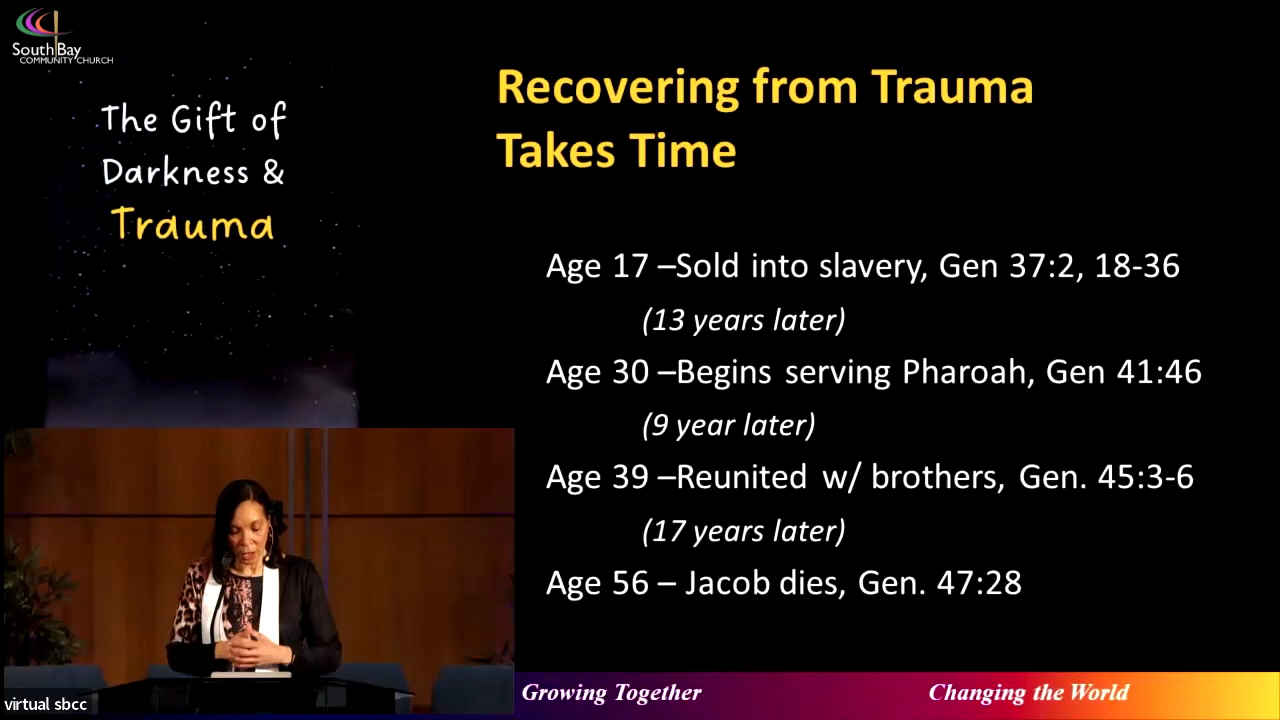 South Bay
COMMUNITY CHURCH
The Gift of
Darkness &
Trauma
Recovering from Trauma
Takes Time
Age 17 –Sold into slavery, Gen 37:2, 18-36
(13 years later)
Age 30 –Begins serving Pharoah, Gen 41:46
(9 year later)
Age 39 –Reunited w/ brothers, Gen. 45:3-6
(17 years later)
Age 56 – Jacob dies, Gen. 47:28
virtual sbcc
Growing Together
Changing the World